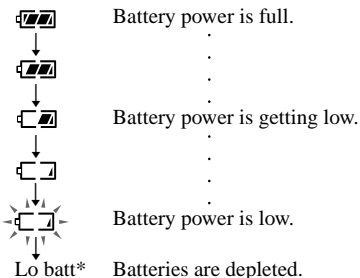 Battery power is full.
Battery power is getting low.
Battery power is low.
Lo batt* Batteries are depleted.